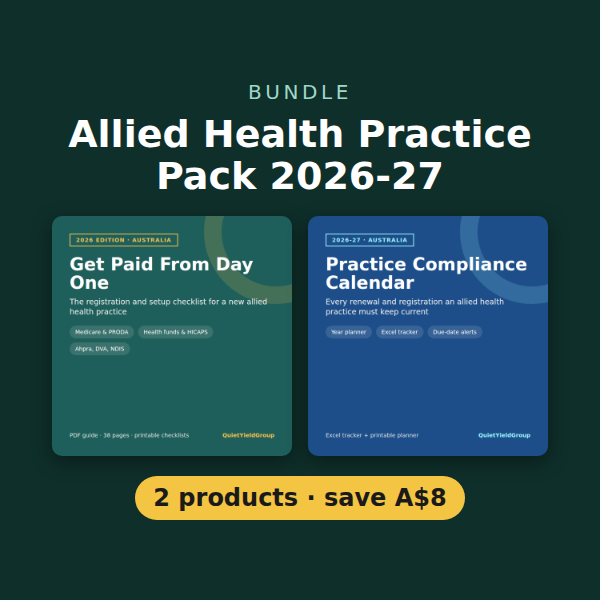 BUNDLE
Allied Health Practice
Pack 2026-27
2026 EDITION · AUSTRALIA
Get Paid From Day
One
The registration and setup checklist for a new allied
health practice
Medicare & PRODA
Health funds & HICAPS
Ahpra, DVA, NDIS
PDF guide · 38 pages · printable checklists
QuietYieldGroup
2026-27 · AUSTRALIA
Practice Compliance
Calendar
Every renewal and registration an allied health
practice must keep current
Year planner
Excel tracker
Due-date alerts
Excel tracker + printable planner
QuietYieldGroup
2 products · save A$8